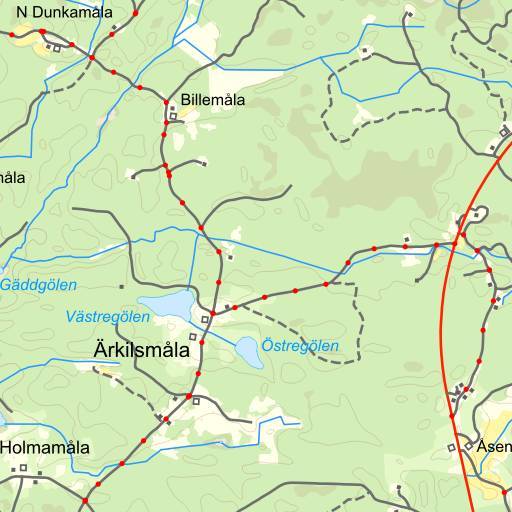 N Dunkamåla
Billemåla
måla
Gäddgölen
Västregölen
Östregölen
Ärkilsmåla
Holmamåla
Åsen